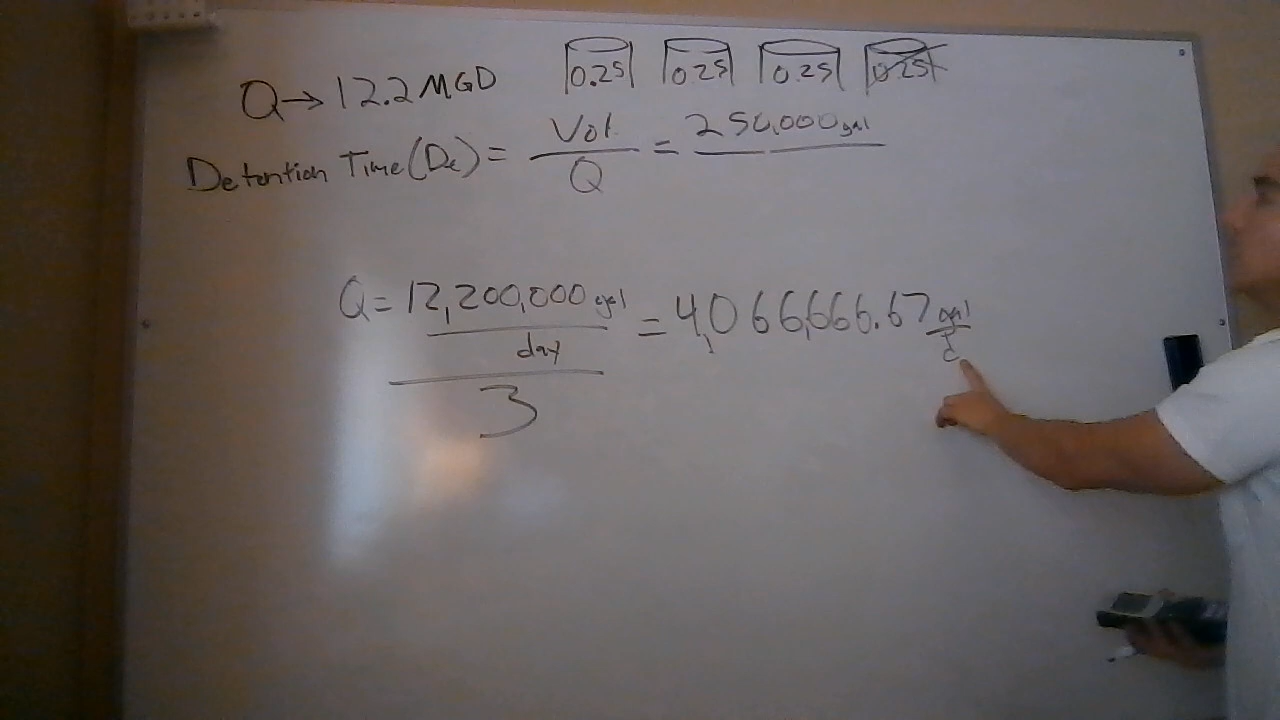 Q → 12.2 MGD 0.25 0.25 0.25 0.25
Detention Time (Dt) = Vol. / Q = 250,000 gal
Q = 12,200,000 gal / day / 3 = 4,066,666.67 gal / d